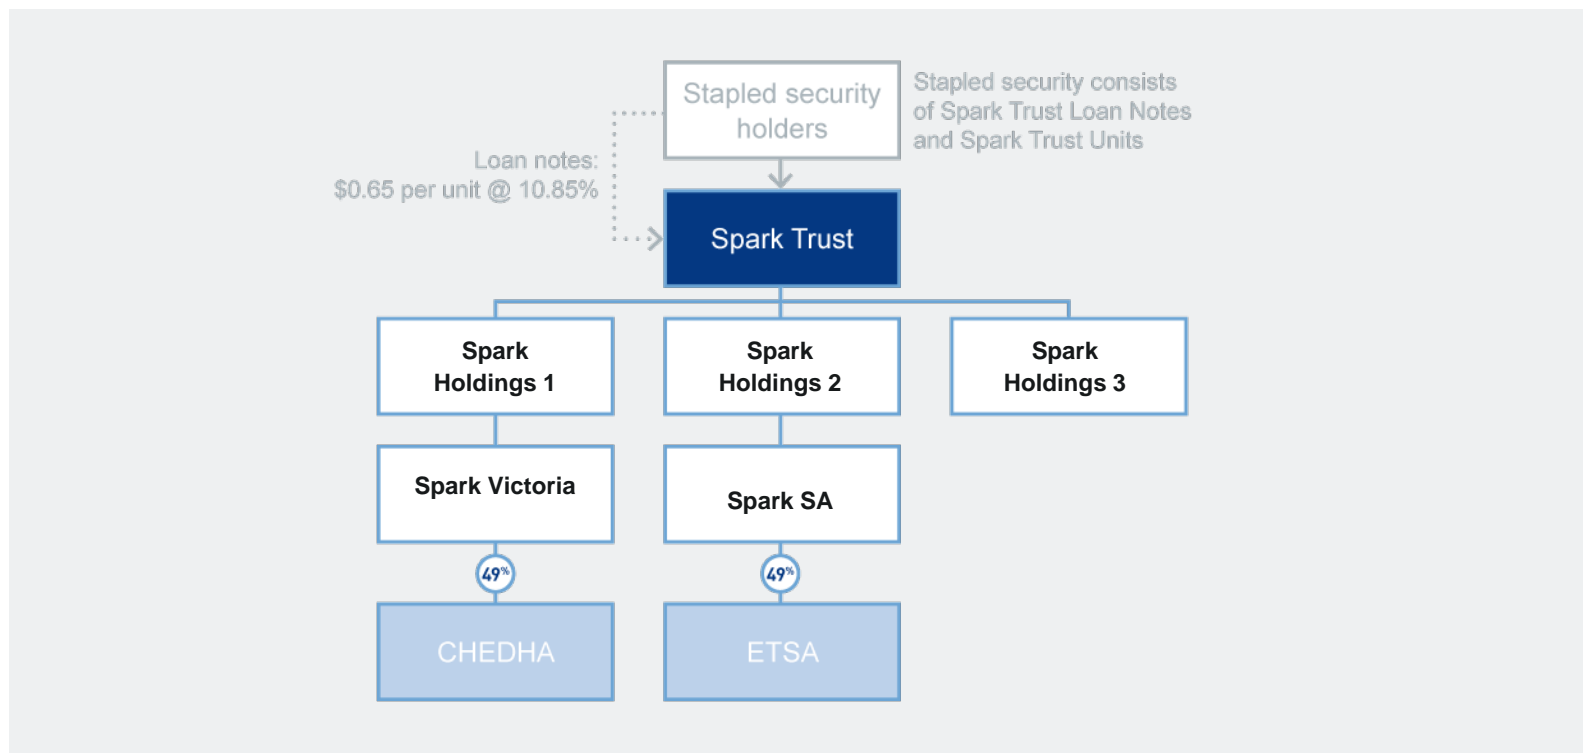 Stapled security
holders
Stapled security consists
of Spark Trust Loan Notes
and Spark Trust Units
Loan notes:
$0.65 per unit @ 10.85%
Spark Trust
Spark
Holdings 1
Spark
Holdings 2
Spark
Holdings 3
Spark Victoria
Spark SA
49%
49%
CHEDHA
ETSA